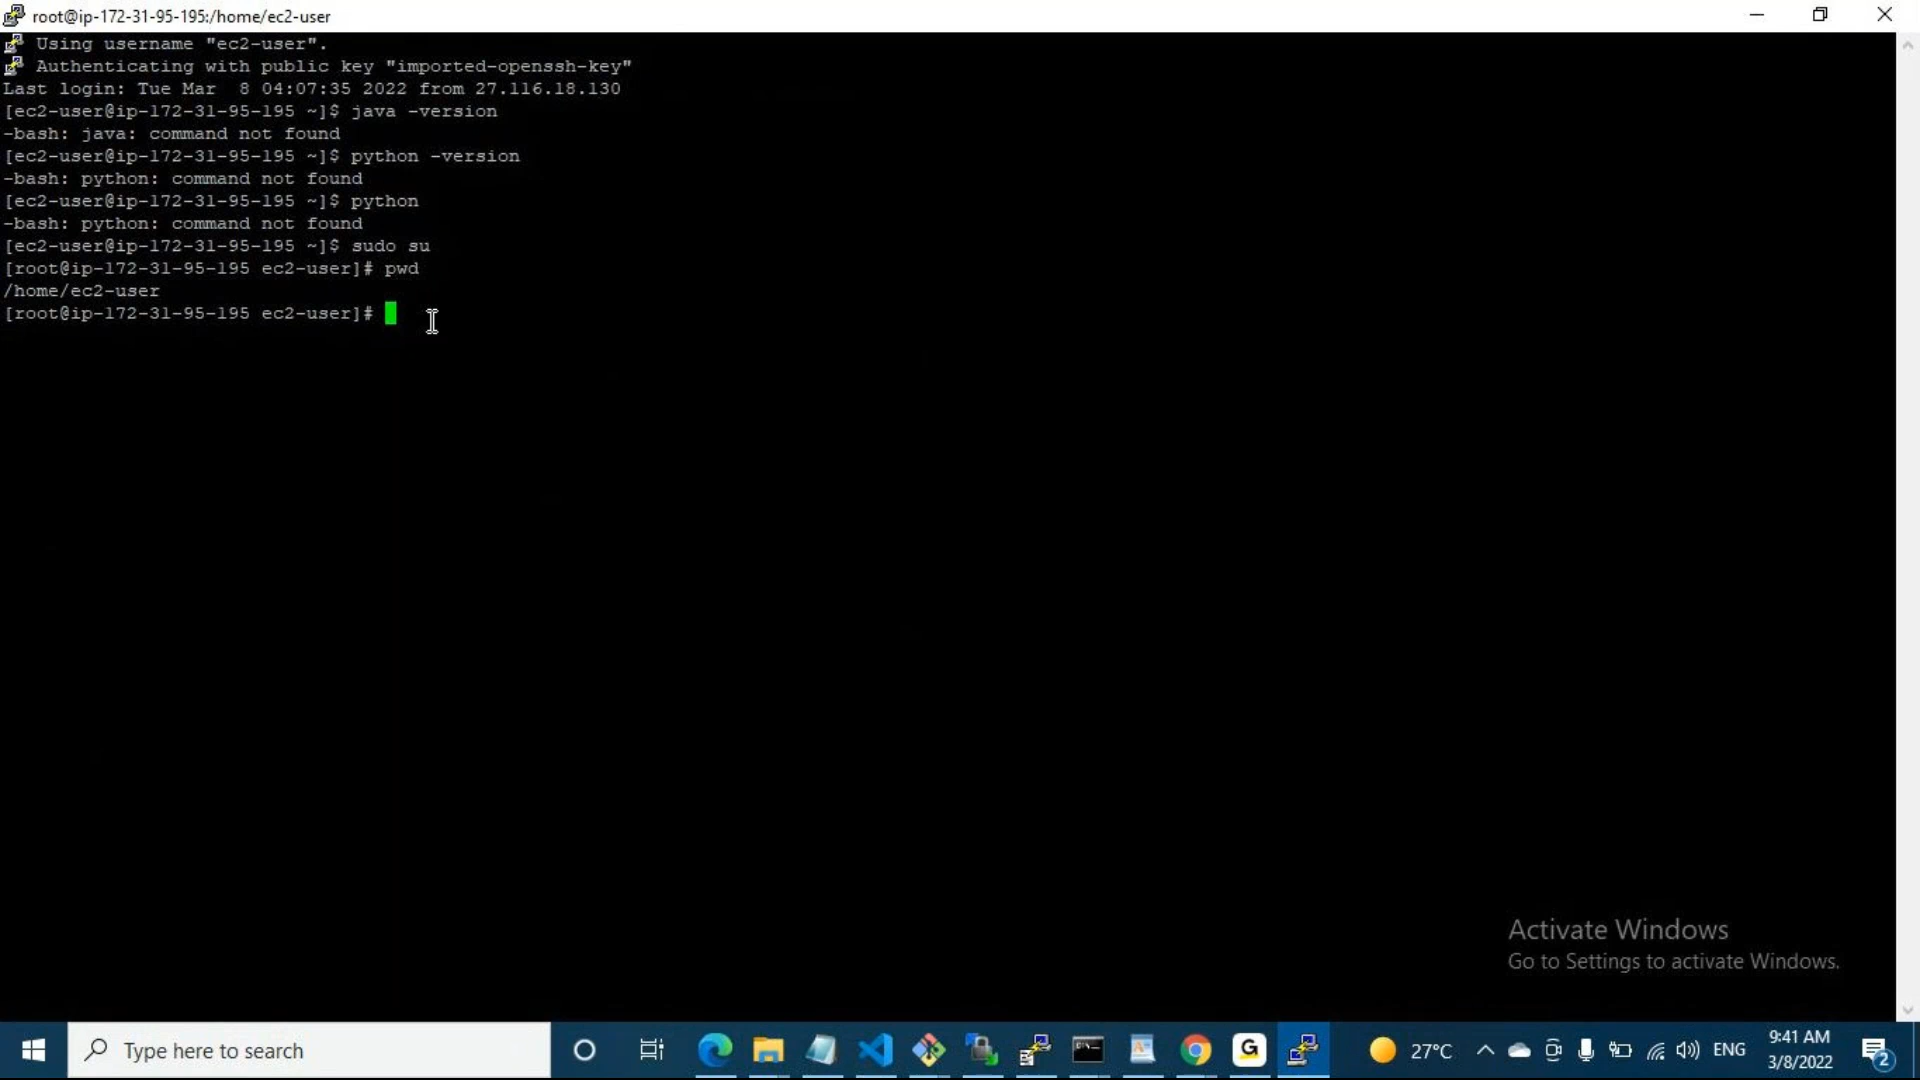 root@ip-172-31-95-195:/home/ec2-user
Using username "ec2-user".
Authenticating with public key "imported-openssh-key"
Last login: Tue Mar  8 04:07:35 2022 from 27.116.18.130
[ec2-user@ip-172-31-95-195 ~]$ java -version
-bash: java: command not found
[ec2-user@ip-172-31-95-195 ~]$ python -version
-bash: python: command not found
[ec2-user@ip-172-31-95-195 ~]$ python
-bash: python: command not found
[ec2-user@ip-172-31-95-195 ~]$ sudo su
[root@ip-172-31-95-195 ec2-user]# pwd
/home/ec2-user
[root@ip-172-31-95-195 ec2-user]#
Activate Windows
Go to Settings to activate Windows.
Type here to search
G
27°C
ENG
9:41 AM
3/8/2022
2